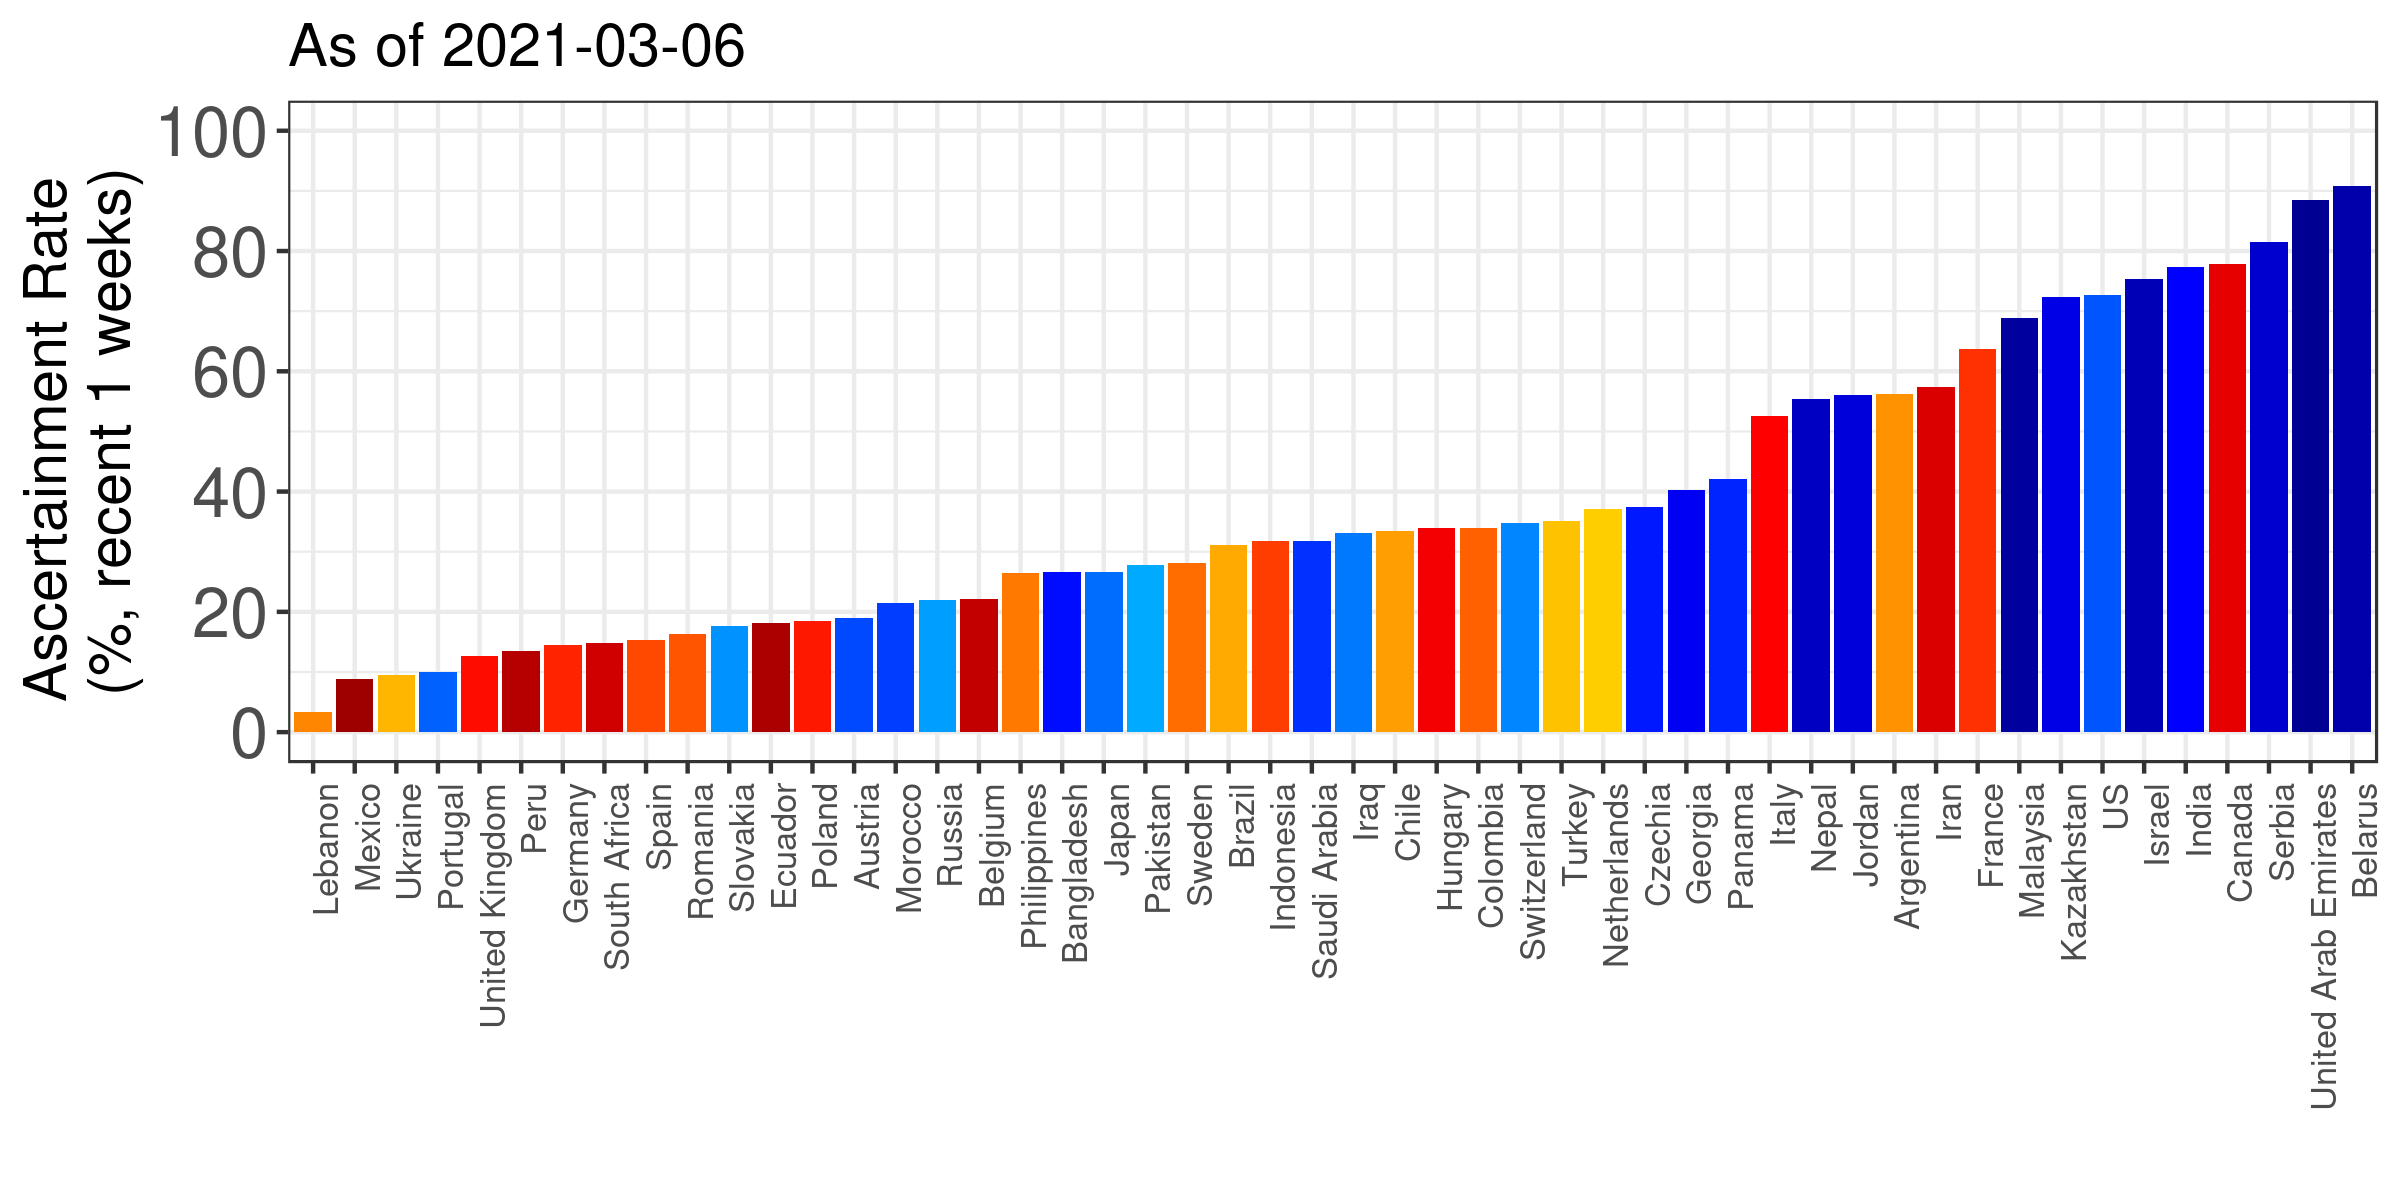 As of 2021-03-06
Ascertainment Rate
(%, recent 1 weeks)
100
80
60
40
20
0
Lebanon
Mexico
Ukraine
Portugal
United Kingdom
Peru
Germany
South Africa
Spain
Romania
Slovakia
Ecuador
Poland
Austria
Morocco
Russia
Belgium
Philippines
Bangladesh
Japan
Pakistan
Sweden
Brazil
Indonesia
Saudi Arabia
Iraq
Chile
Hungary
Colombia
Switzerland
Turkey
Netherlands
Czechia
Georgia
Panama
Italy
Nepal
Jordan
Argentina
Iran
France
Malaysia
Kazakhstan
US
Israel
India
Canada
Serbia
United Arab Emirates
Belarus